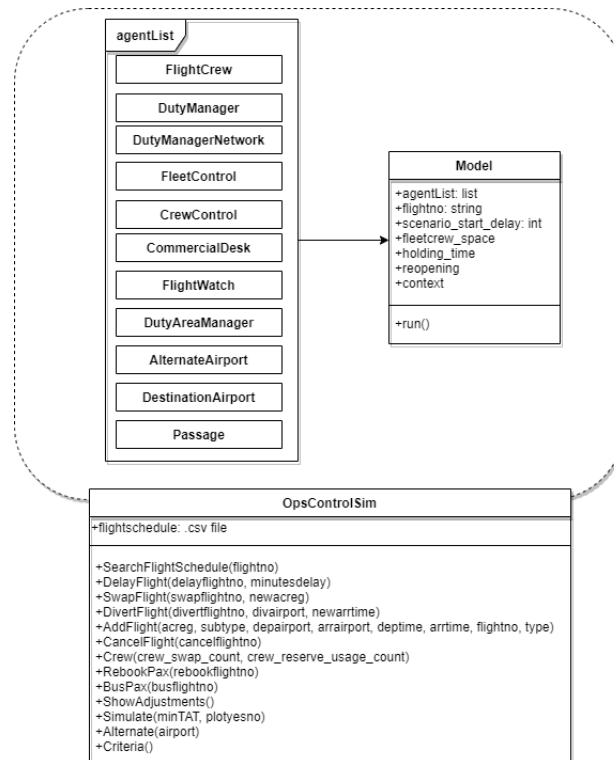 agentList
FlightCrew
DutyManager
DutyManagerNetwork
FleetControl
CrewControl
CommercialDesk
FlightWatch
DutyAreaManager
AlternateAirport
DestinationAirport
Passage
Model
+agentList: list
+flightno: string
+scenario_start_delay: int
+fleetcrew_space
+holding_time
+reopening
+context
+run()
OpsControlSim
+flightschedule: .csv file
+SearchFlightSchedule(flightno)
+DelayFlight(delayflightno, minutesdelay)
+SwapFlight(swapflightno, newacreg)
+DivertFlight(divertflightno, divairport, newarrtime)
+AddFlight(acreg, subtype, depairport, arrairport, deptime, arrtime, flightno, type)
+CancelFlight(cancelflightno)
+Crew(crew_swap_count, crew_reserve_usage_count)
+RebookPax(rebookflightno)
+BusPax(busflightno)
+ShowAdjustments()
+Simulate(minTAT, plotyesno)
+Alternate(airport)
+Criteria()